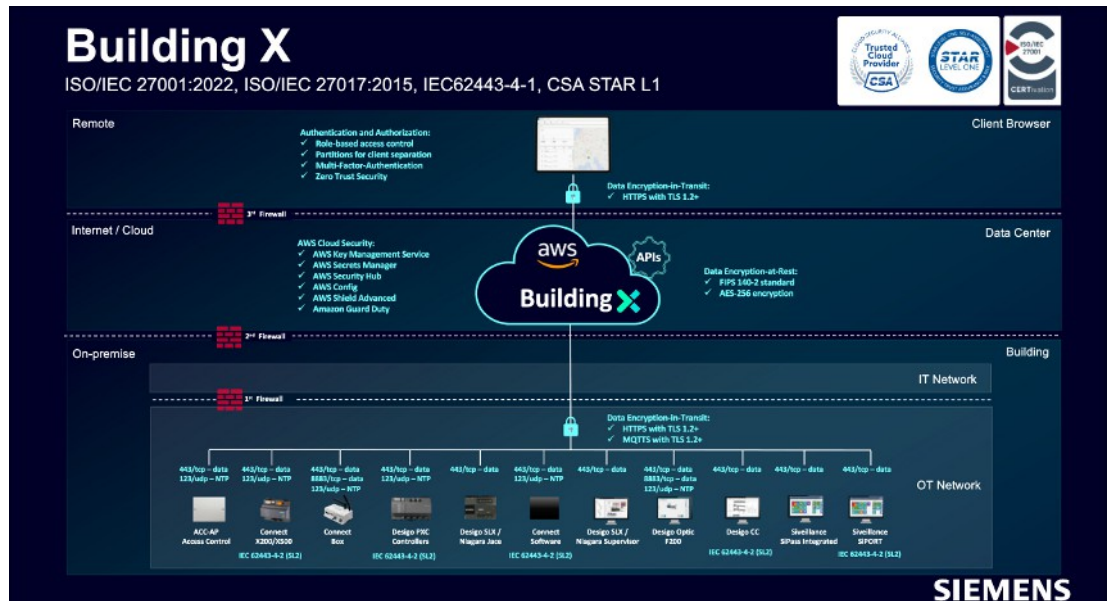 Building X
ISO/IEC 27001:2022, ISO/IEC 27017:2015, IEC62443-4-1, CSA STAR L1
CLOUD SECURITY ALLIANCE
Trusted
Cloud
Provider
CSA
STAR
LEVEL ONE
ISO/IEC
27001
CERTivation
Remote
Client Browser
Authentication and Authorization:
✓ Role-based access control
✓ Partitions for client separation
✓ Multi-Factor-Authentication
✓ Zero Trust Security
Data Encryption-in-Transit:
✓ HTTPS with TLS 1.2+
3rd Firewall
Internet / Cloud
Data Center
AWS Cloud Security:
✓ AWS Key Management Service
✓ AWS Secrets Manager
✓ AWS Security Hub
✓ AWS Config
✓ AWS Shield Advanced
✓ Amazon Guard Duty
aws
APIs
Building X
Data Encryption-at-Rest:
✓ FIPS 140-2 standard
✓ AES-256 encryption
2nd Firewall
On-premise
Building
IT Network
1st Firewall
Data Encryption-in-Transit:
✓ HTTPS with TLS 1.2+
✓ MQTTS with TLS 1.2+
OT Network
443/tcp – data
123/udp – NTP
ACC-AP
Access Control
443/tcp – data
123/udp – NTP
Connect
X200/X300
IEC 62443-4-2 (SL2)
443/tcp – data
8883/tcp – data
123/udp – NTP
Connect
Box
443/tcp – data
123/udp – NTP
Desigo PXC
Controllers
IEC 62443-4-2 (SL2)
443/tcp – data
Desigo SLX /
Niagara Jace
443/tcp – data
123/udp – NTP
Connect
Software
IEC 62443-4-2 (SL2)
443/tcp – data
Desigo SLX /
Niagara Supervisor
443/tcp – data
8883/tcp – data
123/udp – NTP
Desigo Optic
F200
443/tcp – data
Desigo CC
IEC 62443-4-2 (SL2)
443/tcp – data
Siveillance
SiPass Integrated
443/tcp – data
Siveillance
SiPORT
IEC 62443-4-2 (SL2)
SIEMENS